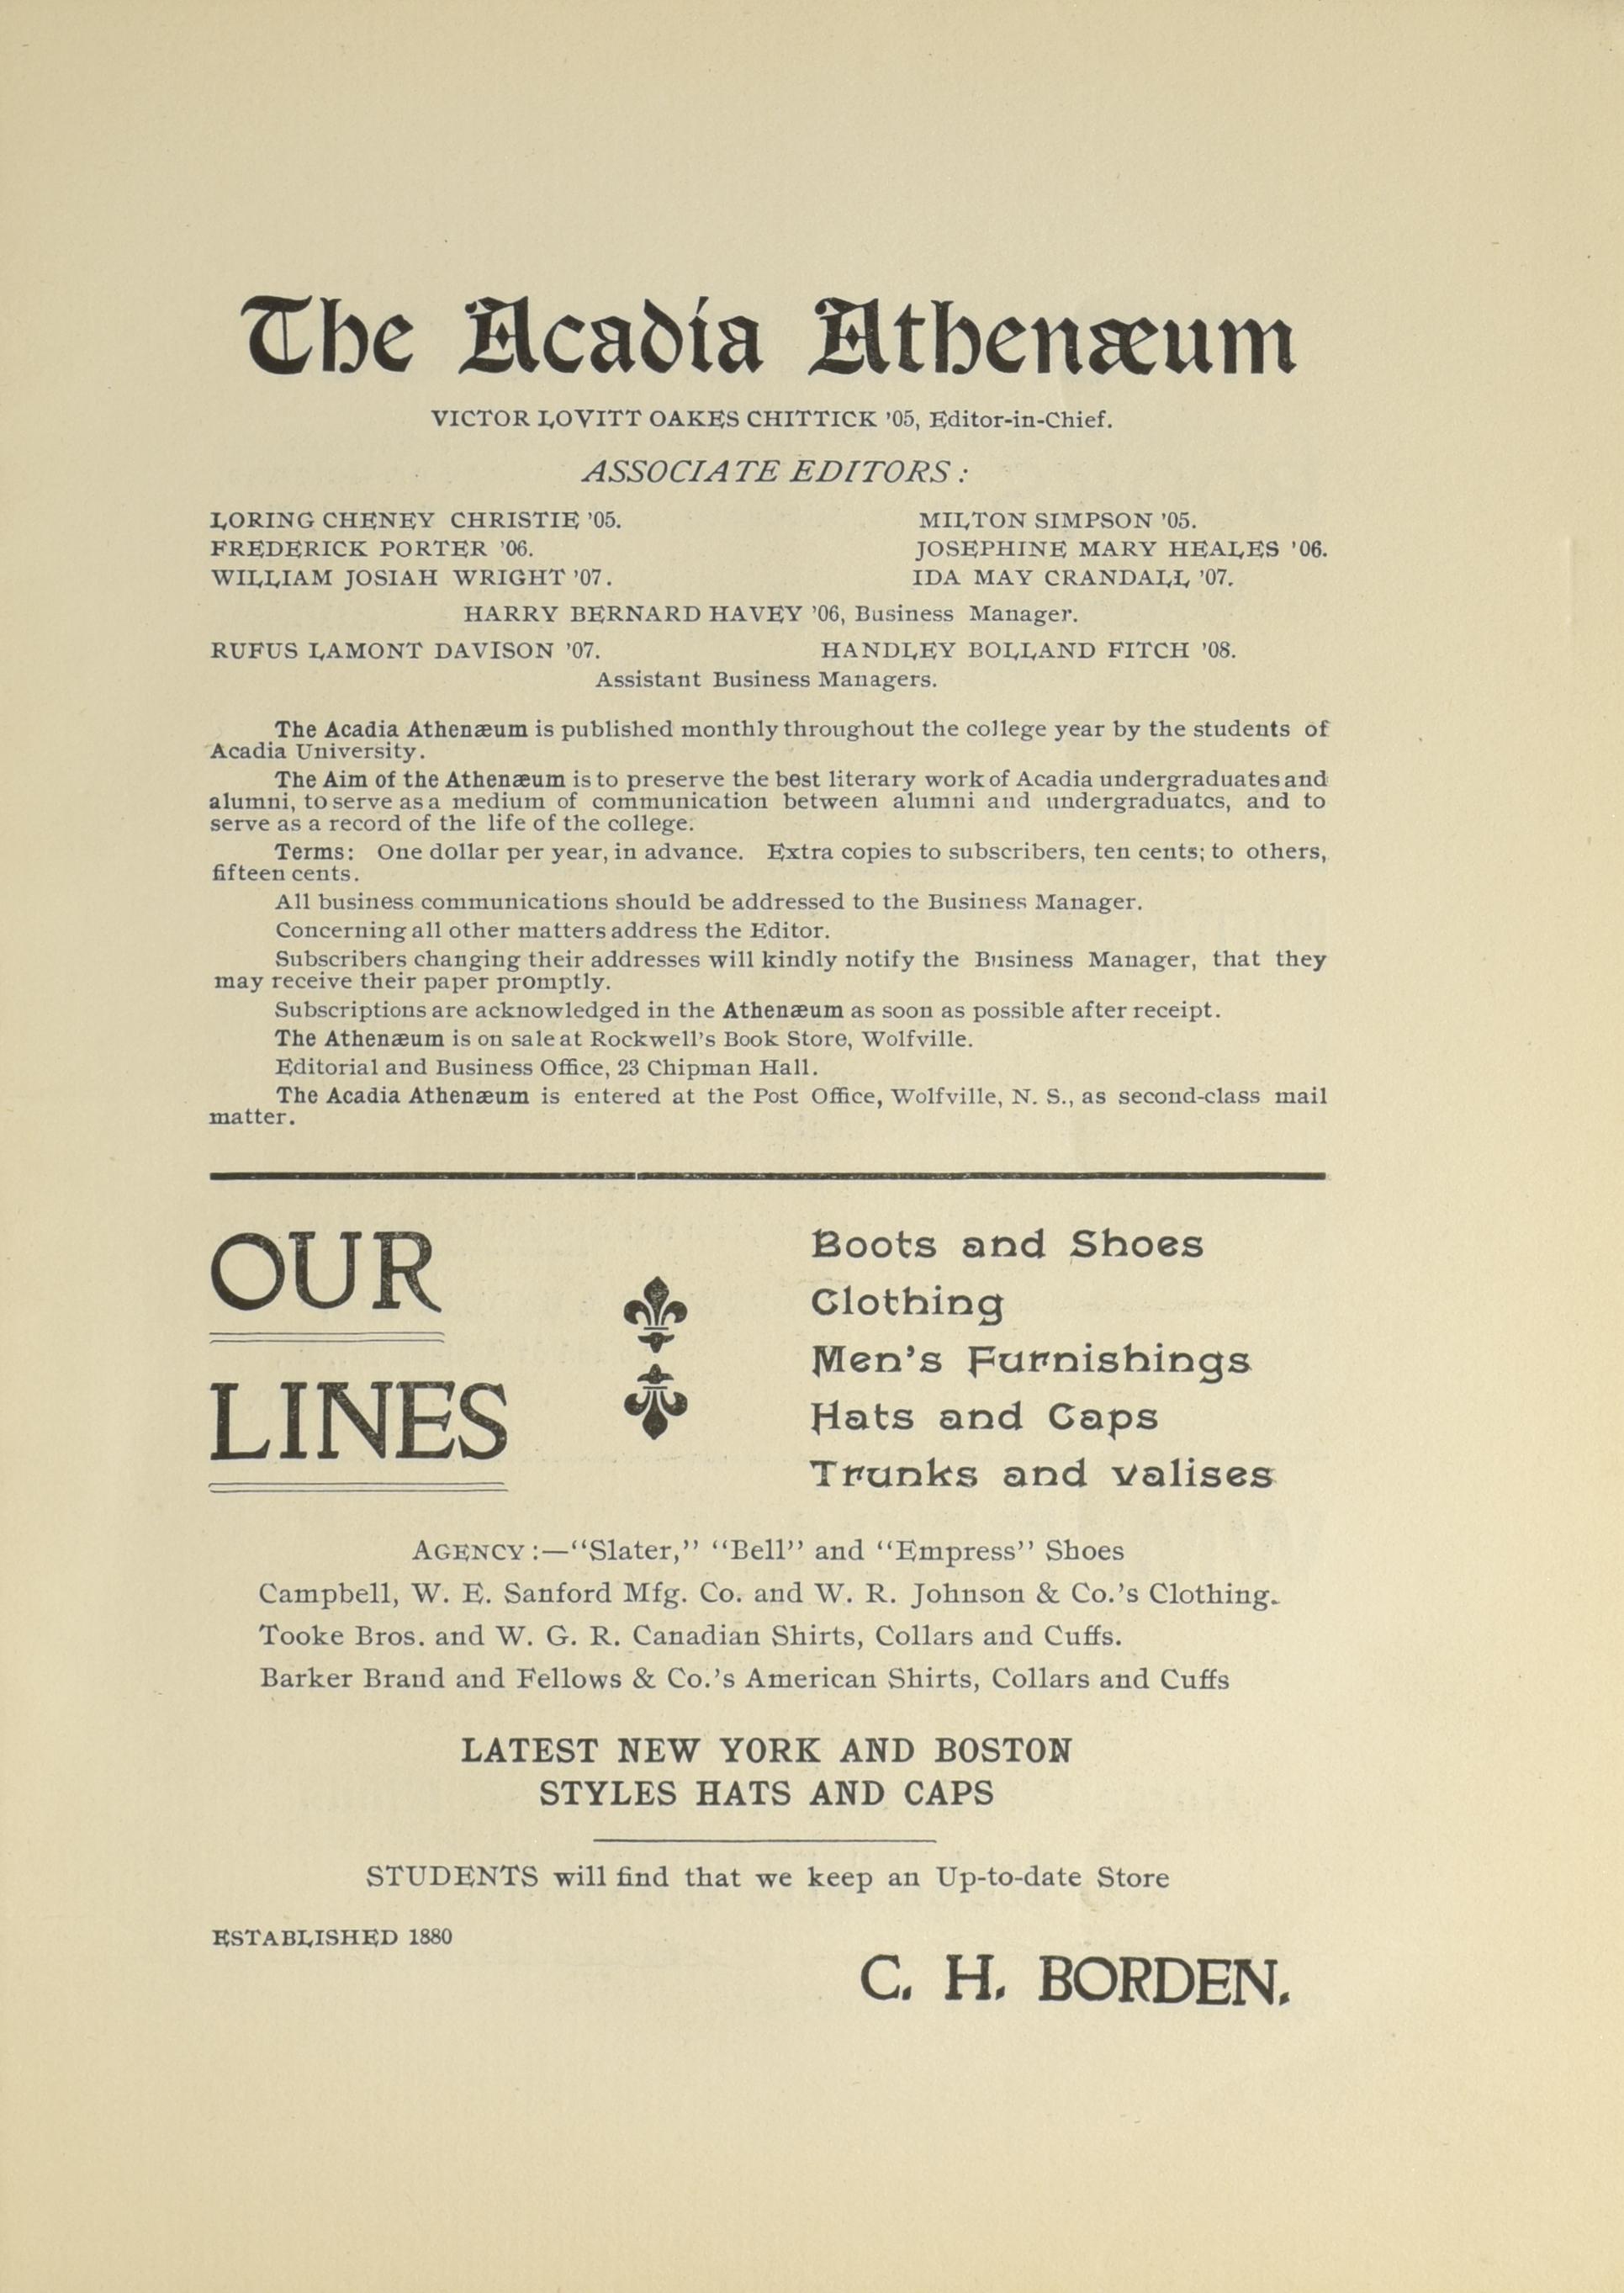 The Acadia Athenæum
VICTOR LOVITT OAKES CHITTICK '05, Editor-in-Chief.
ASSOCIATE EDITORS :
LORING CHENEY CHRISTIE '05. MILTON SIMPSON '05.
FREDERICK PORTER '06. JOSEPHINE MARY HEALES '06.
WILLIAM JOSIAH WRIGHT '07. IDA MAY CRANDALL '07.
HARRY BERNARD HAVEY '06, Business Manager.
RUFUS LAMONT DAVISON '07. HANDLEY BOLLAND FITCH '08.
Assistant Business Managers.
The Acadia Athenæum is published monthly throughout the college year by the students of
Acadia University.
The Aim of the Athenæum is to preserve the best literary work of Acadia undergraduates and
alumni, to serve as a medium of communication between alumni and undergraduates, and to
serve as a record of the life of the college.
Terms: One dollar per year, in advance. Extra copies to subscribers, ten cents; to others,
fifteen cents.
All business communications should be addressed to the Business Manager.
Concerning all other matters address the Editor.
Subscribers changing their addresses will kindly notify the Business Manager, that they
may receive their paper promptly.
Subscriptions are acknowledged in the Athenæum as soon as possible after receipt.
The Athenæum is on sale at Rockwell's Book Store, Wolfville.
Editorial and Business Office, 23 Chipman Hall.
The Acadia Athenæum is entered at the Post Office, Wolfville, N. S., as second-class mail
matter.
OUR
LINES
Boots and Shoes
Clothing
Men's Furnishings
Hats and Caps
Trunks and valises
AGENCY :—"Slater," "Bell" and "Empress" Shoes
Campbell, W. E. Sanford Mfg. Co. and W. R. Johnson & Co.'s Clothing.
Tooke Bros. and W. G. R. Canadian Shirts, Collars and Cuffs.
Barker Brand and Fellows & Co.'s American Shirts, Collars and Cuffs
LATEST NEW YORK AND BOSTON
STYLES HATS AND CAPS
STUDENTS will find that we keep an Up-to-date Store
ESTABLISHED 1880
C. H. BORDEN.